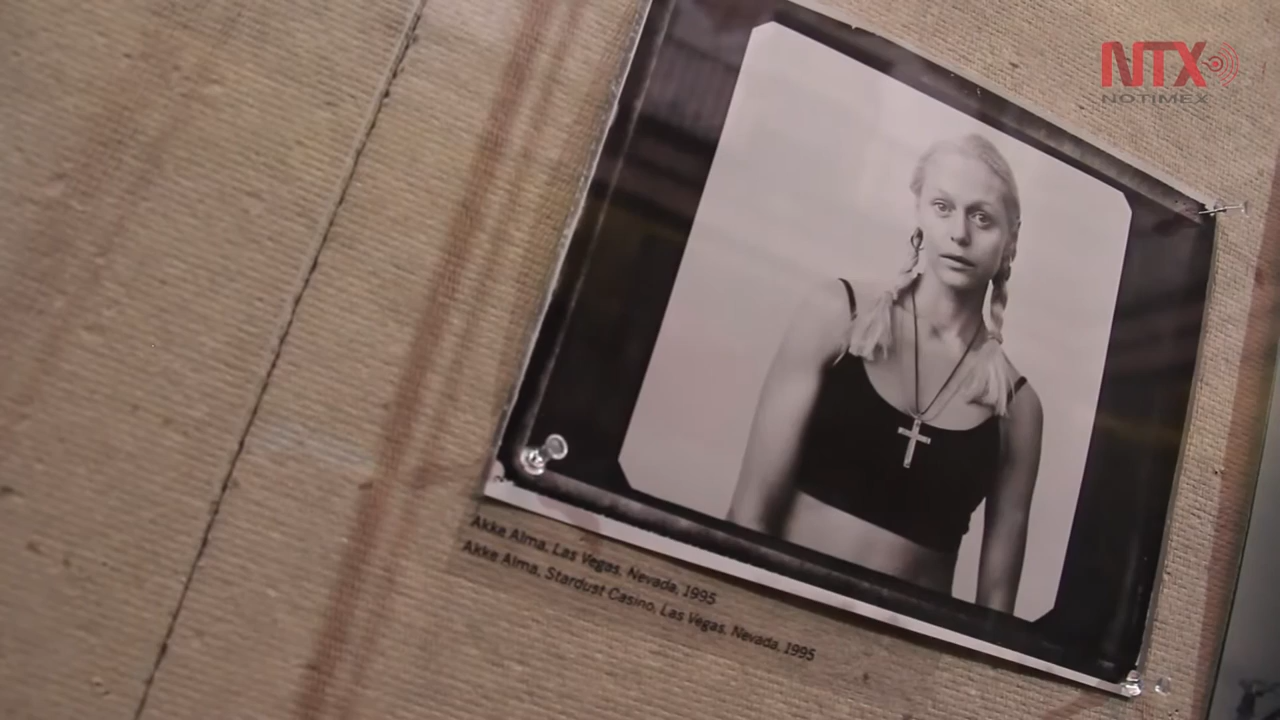 NTX
NOTIMEX
Akke Alma, Las Vegas, Nevada, 1995
Akke Alma, Stardust Casino, Las Vegas, Nevada, 1995